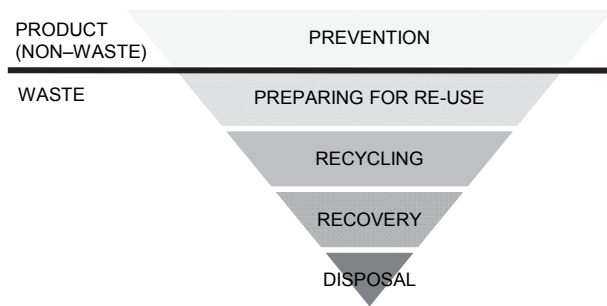 PRODUCT
(NON–WASTE)
PREVENTION
WASTE
PREPARING FOR RE-USE
RECYCLING
RECOVERY
DISPOSAL